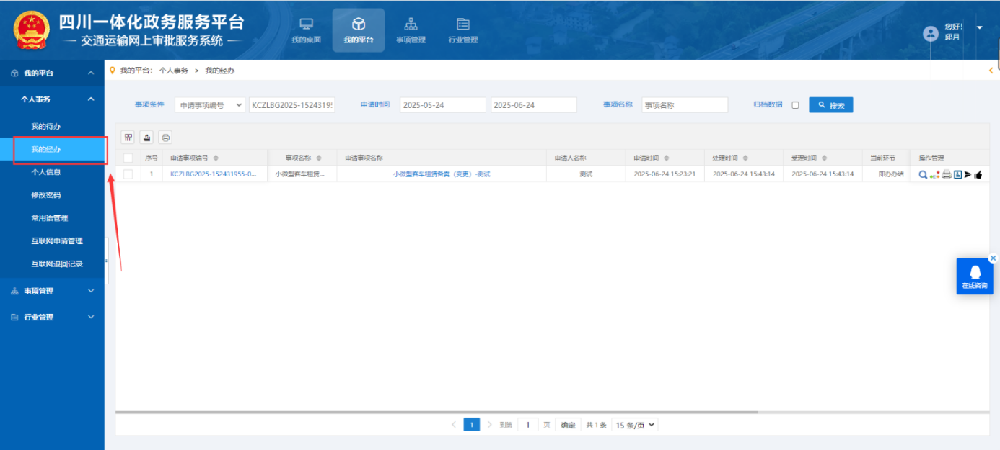 四川一体化政务服务平台
交通运输网上审批服务系统
我的桌面 我的平台 事项管理 行业管理
您好!
邱月
我的平台
个人事务
我的待办
我的经办
个人信息
修改密码
常用语管理
互联网申请管理
互联网退回记录
事项管理
行业管理
我的平台: 个人事务 > 我的经办
事项条件 申请事项编号 KCZLBG2025-1524319 申请时间 2025-05-24 2025-06-24 事项名称 事项名称 归档数据 搜索
序号 申请事项编号 事项名称 申请事项名称 申请人名称 申请时间 处理时间 受理时间 当前环节 操作管理
1 KCZLBG2025-152431955-0... 小微型客车租赁... 小微型客车租赁备案（变更）-测试 测试 2025-06-24 15:23:21 2025-06-24 15:43:14 2025-06-24 15:43:14 即办办结
在线咨询
< 1 > 到第 1 页 确定 共 1 条 15 条/页